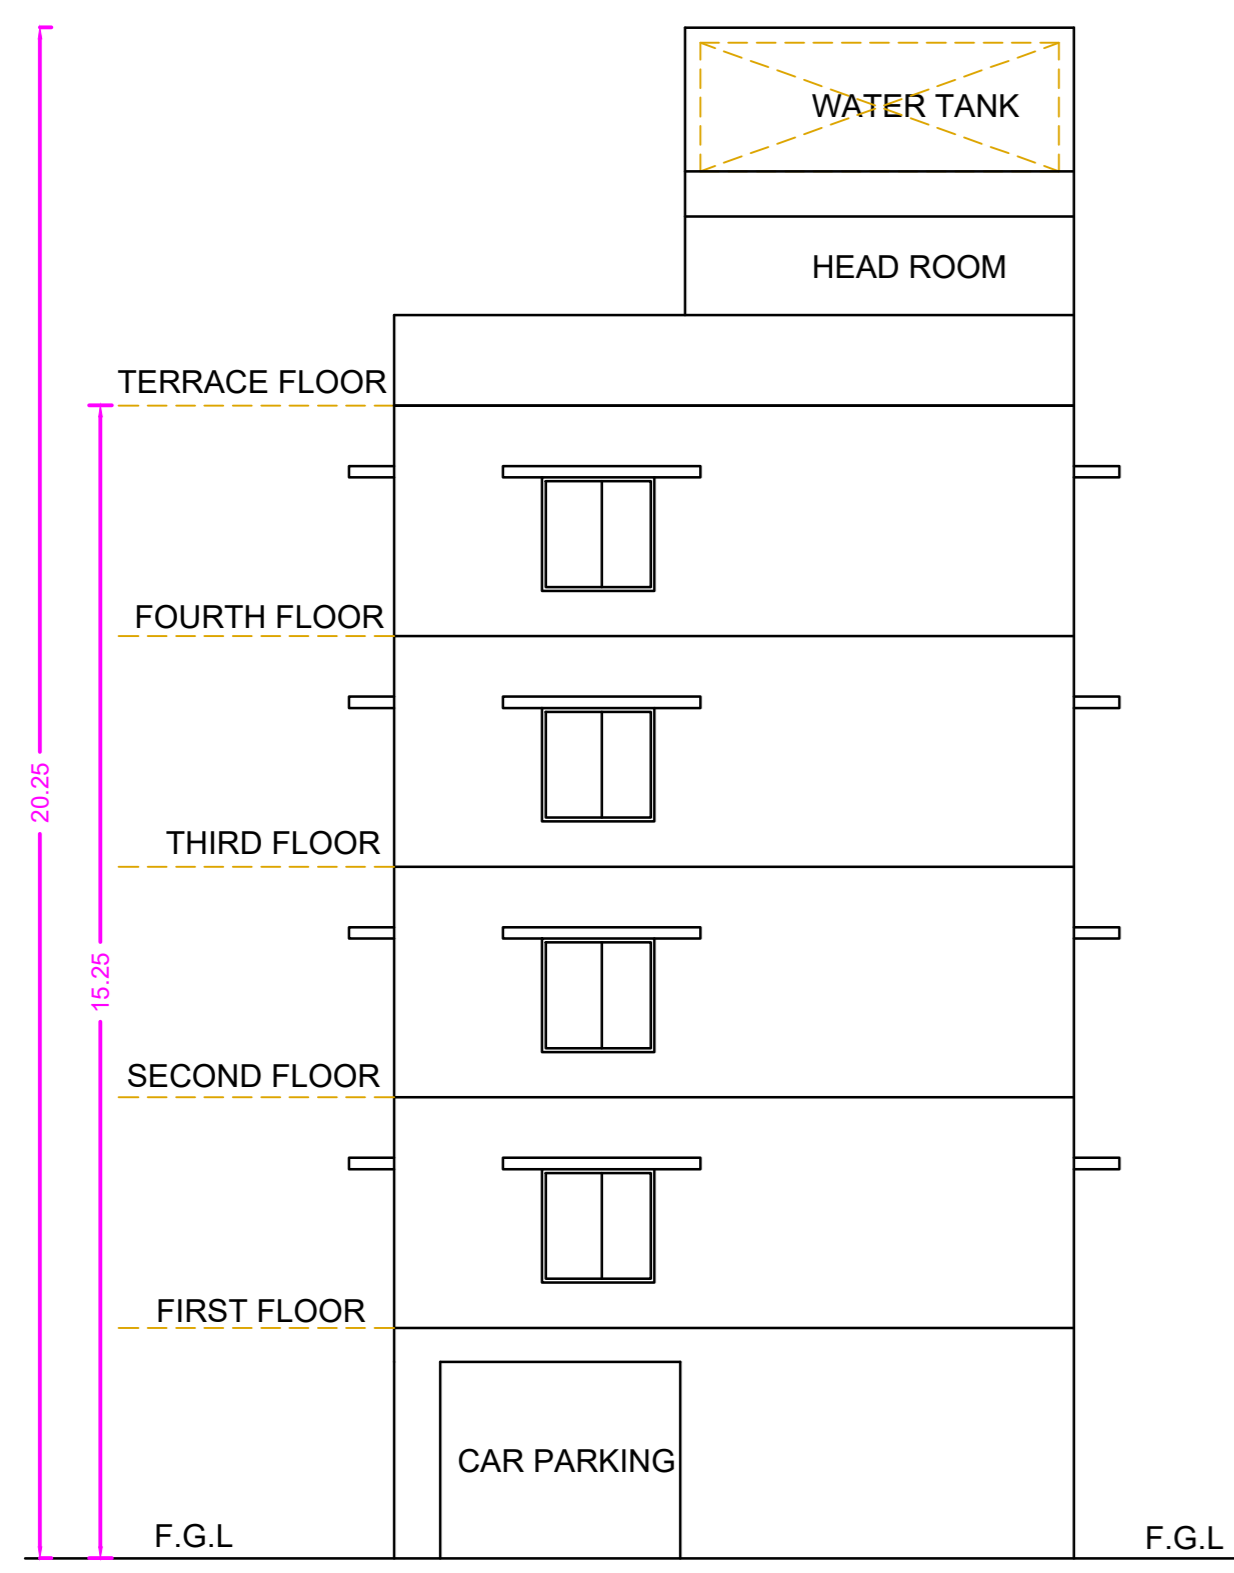 WATER TANK
HEAD ROOM
TERRACE FLOOR
FOURTH FLOOR
20.25
THIRD FLOOR
15.25
SECOND FLOOR
FIRST FLOOR
CAR PARKING
F.G.L
F.G.L